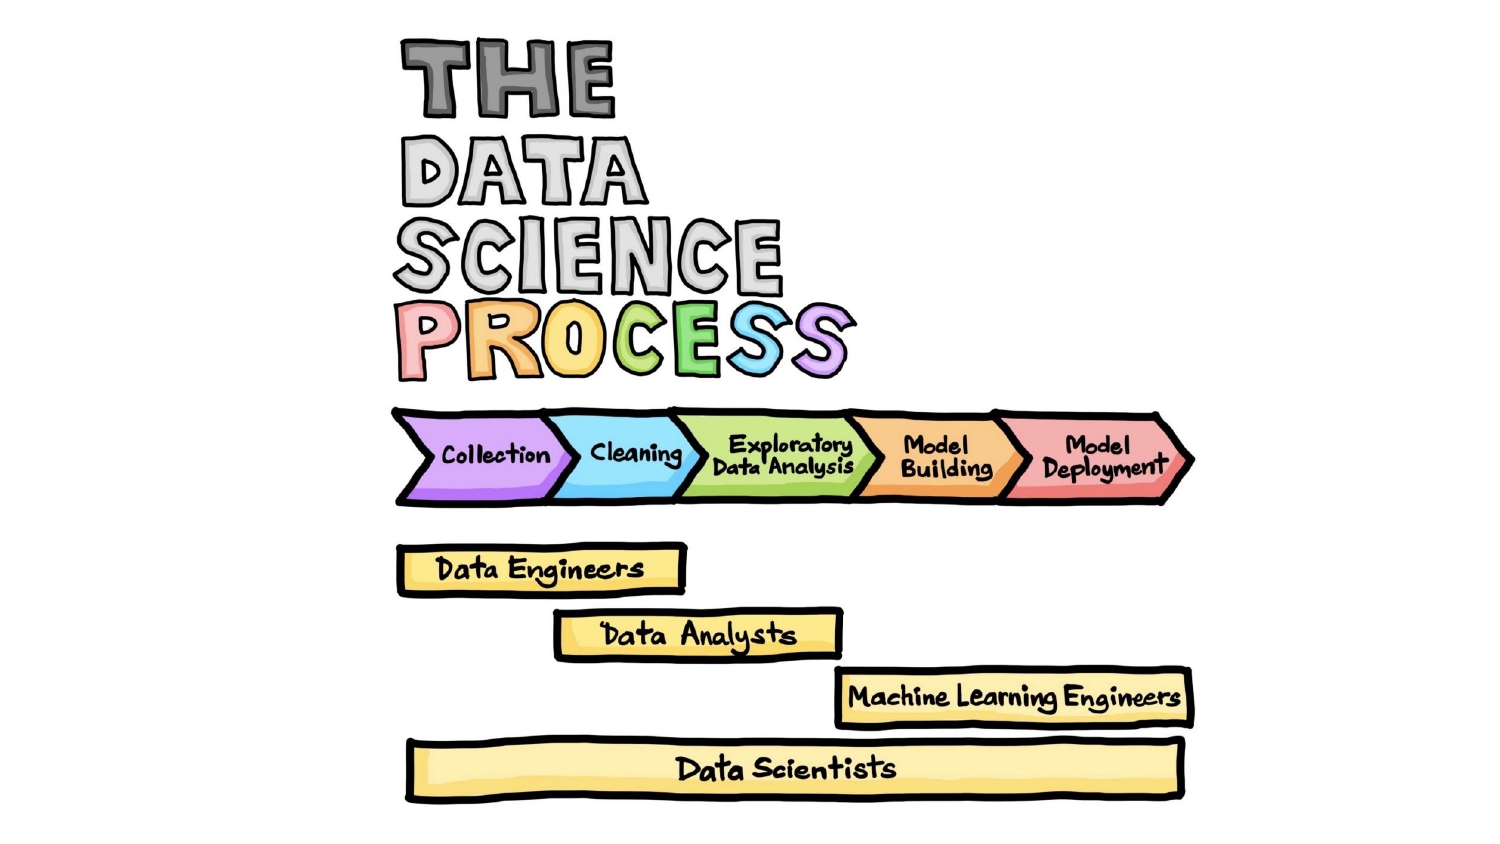 THE
DATA
SCIENCE
PROCESS
Collection
Cleaning
Exploratory
Data Analysis
Model
Building
Model
Deployment
Data Engineers
Data Analysts
Machine Learning Engineers
Data Scientists